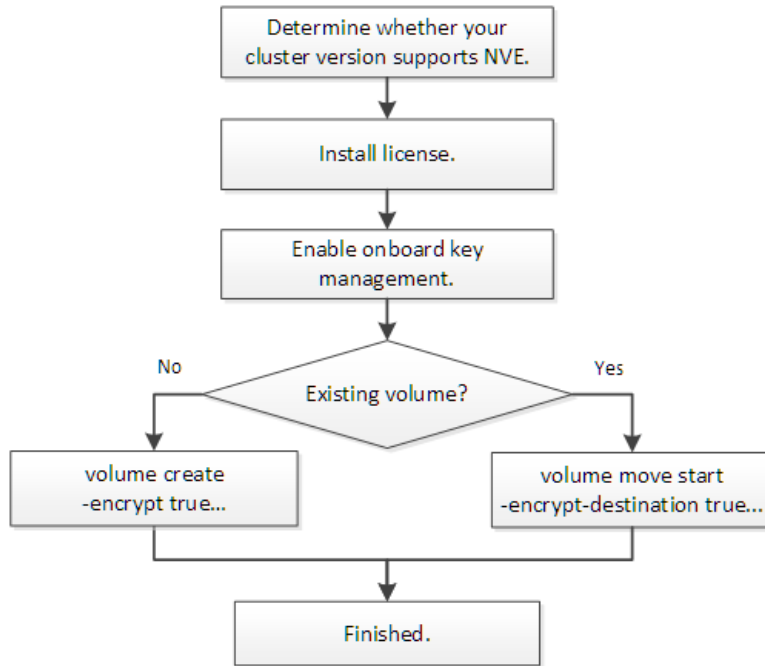 Determine whether your
cluster version supports NVE.
Install license.
Enable onboard key
management.
No
Yes
Existing volume?
volume create
-encrypt true...
volume move start
-encrypt-destination true...
Finished.